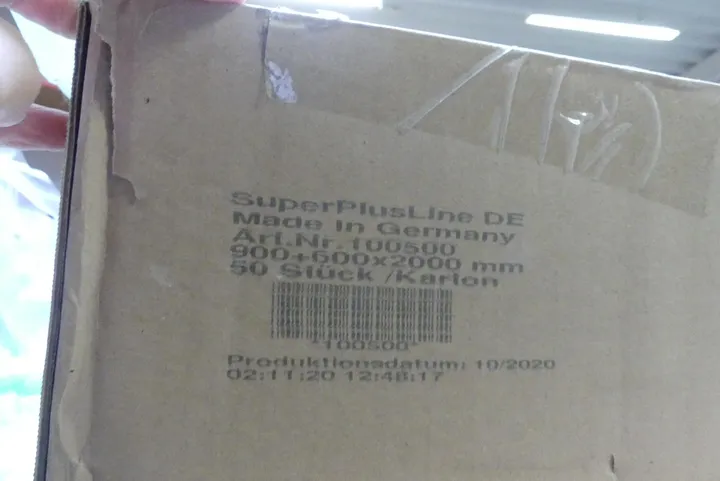 SuperPlusLine DE
Made in Germany
Art.Nr.100500
900+600x2000 mm
50 Stück /Karton
*100500*
Produktionsdatum: 10/2020
02:11:20 12:48:17